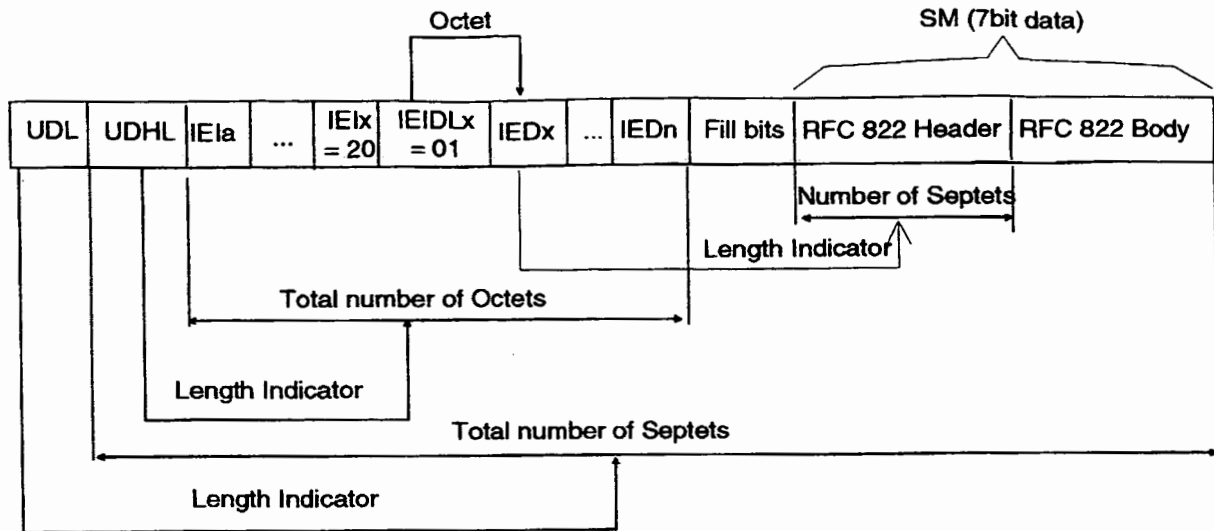 Octet
SM (7bit data)
UDL UDHL IEIa ... IEIx = 20 IEIDLx = 01 IEDx ... IEDn Fill bits RFC 822 Header RFC 822 Body
Number of Septets
Length Indicator
Total number of Octets
Length Indicator
Total number of Septets
Length Indicator